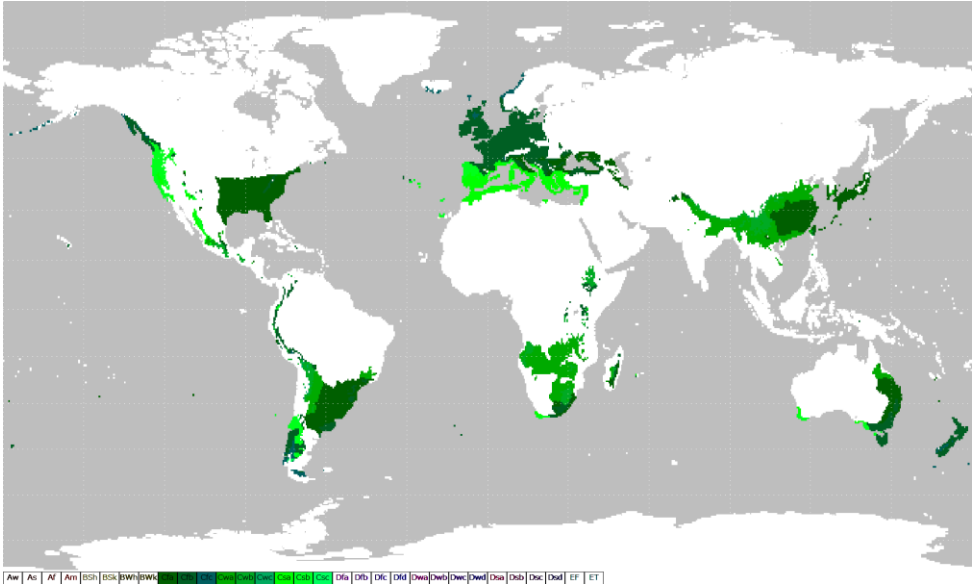 Aw As Af Am BSh BSk BWh BWk Cfa Cfb Cfc Cwa Cwb Cwc Csa Csb Csc Dfa Dfb Dfc Dfd Dwa Dwb Dwc Dwd Dsa Dsb Dsc Dsd EF ET